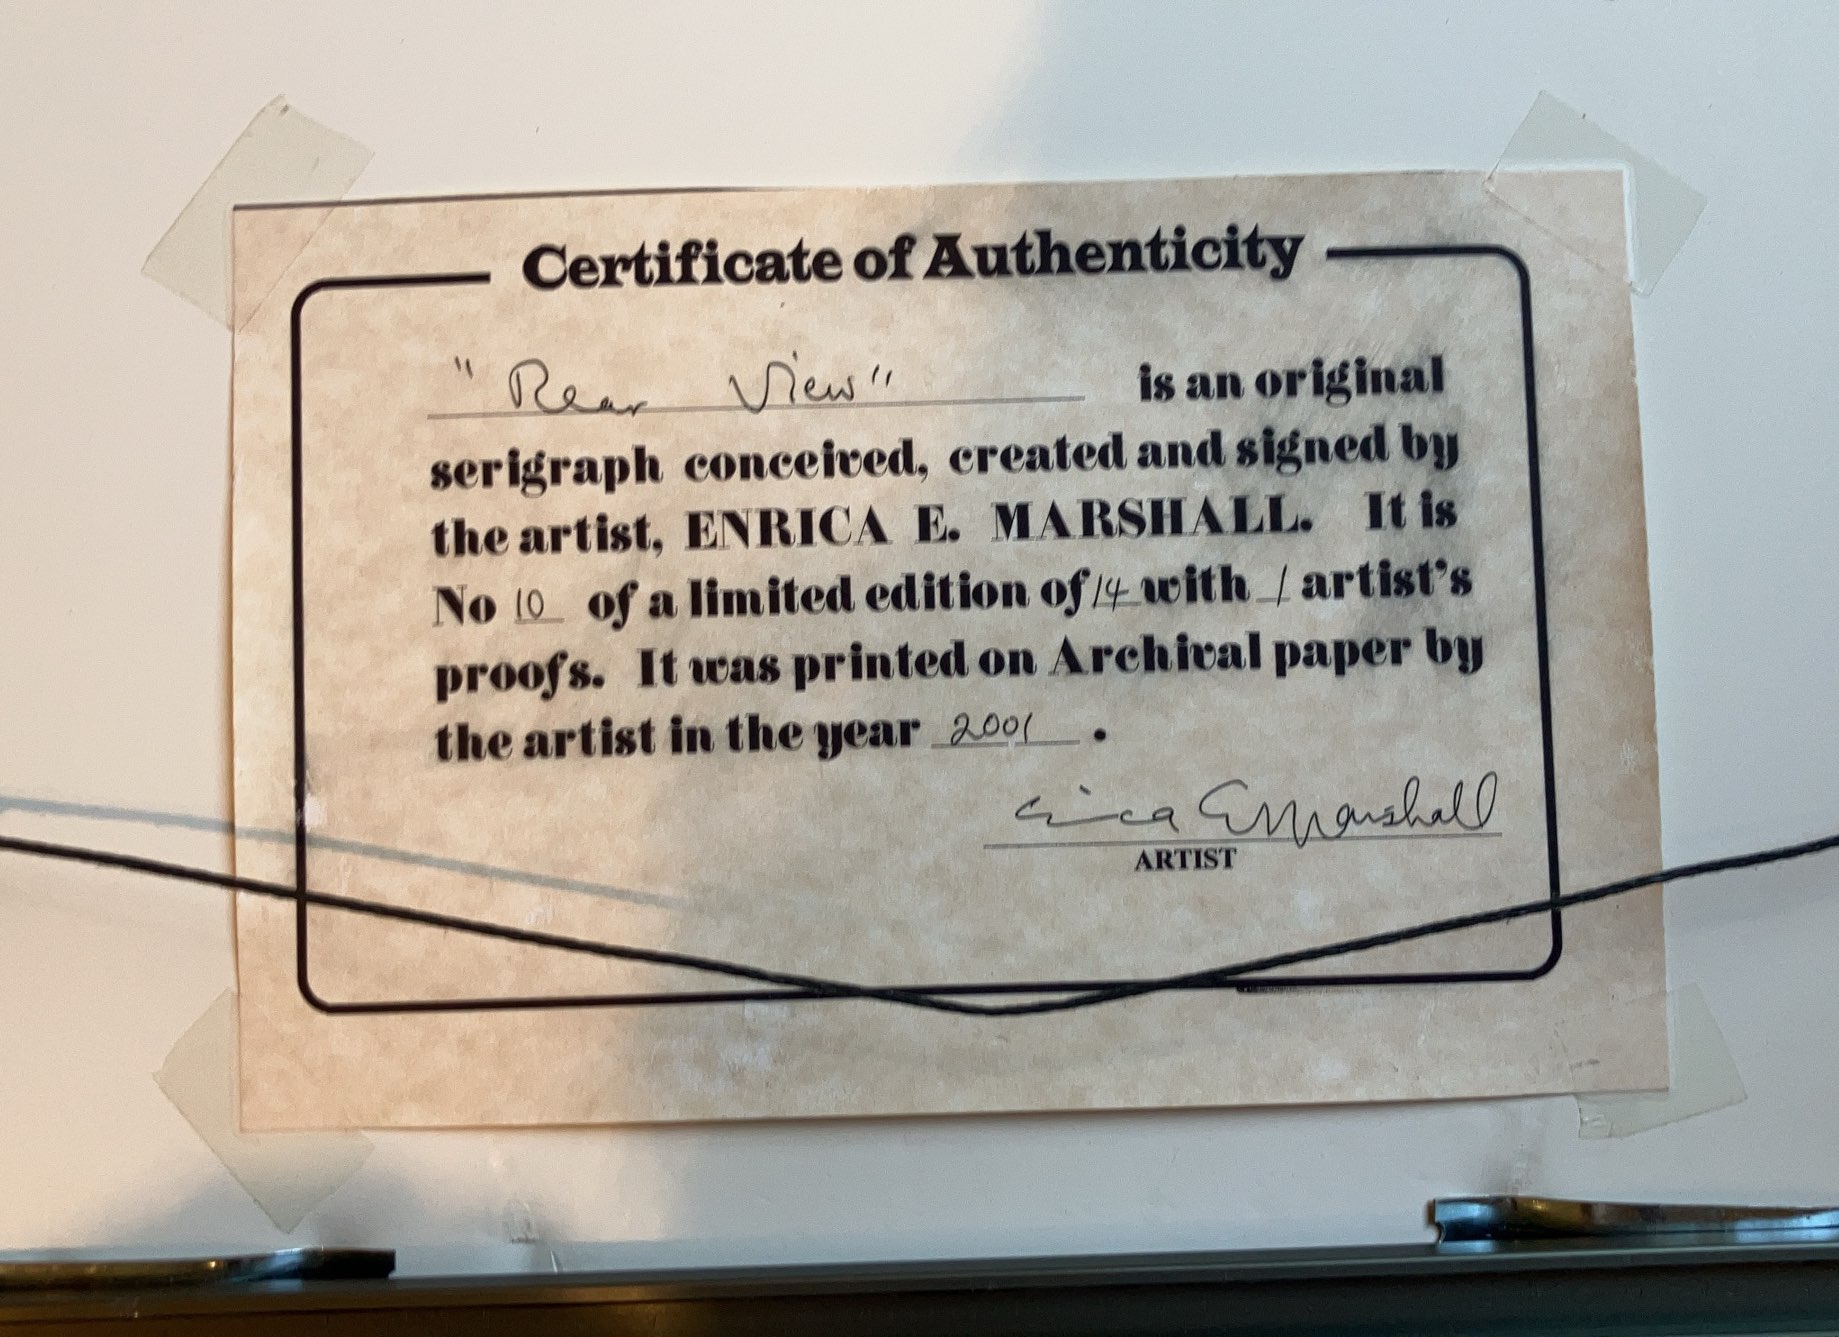 Certificate of Authenticity
"Rear View" is an original
serigraph conceived, created and signed by
the artist, ENRICA E. MARSHALL. It is
No 10 of a limited edition of 14 with 1 artist's
proofs. It was printed on Archival paper by
the artist in the year 2001 .
Erica E Marshall
ARTIST